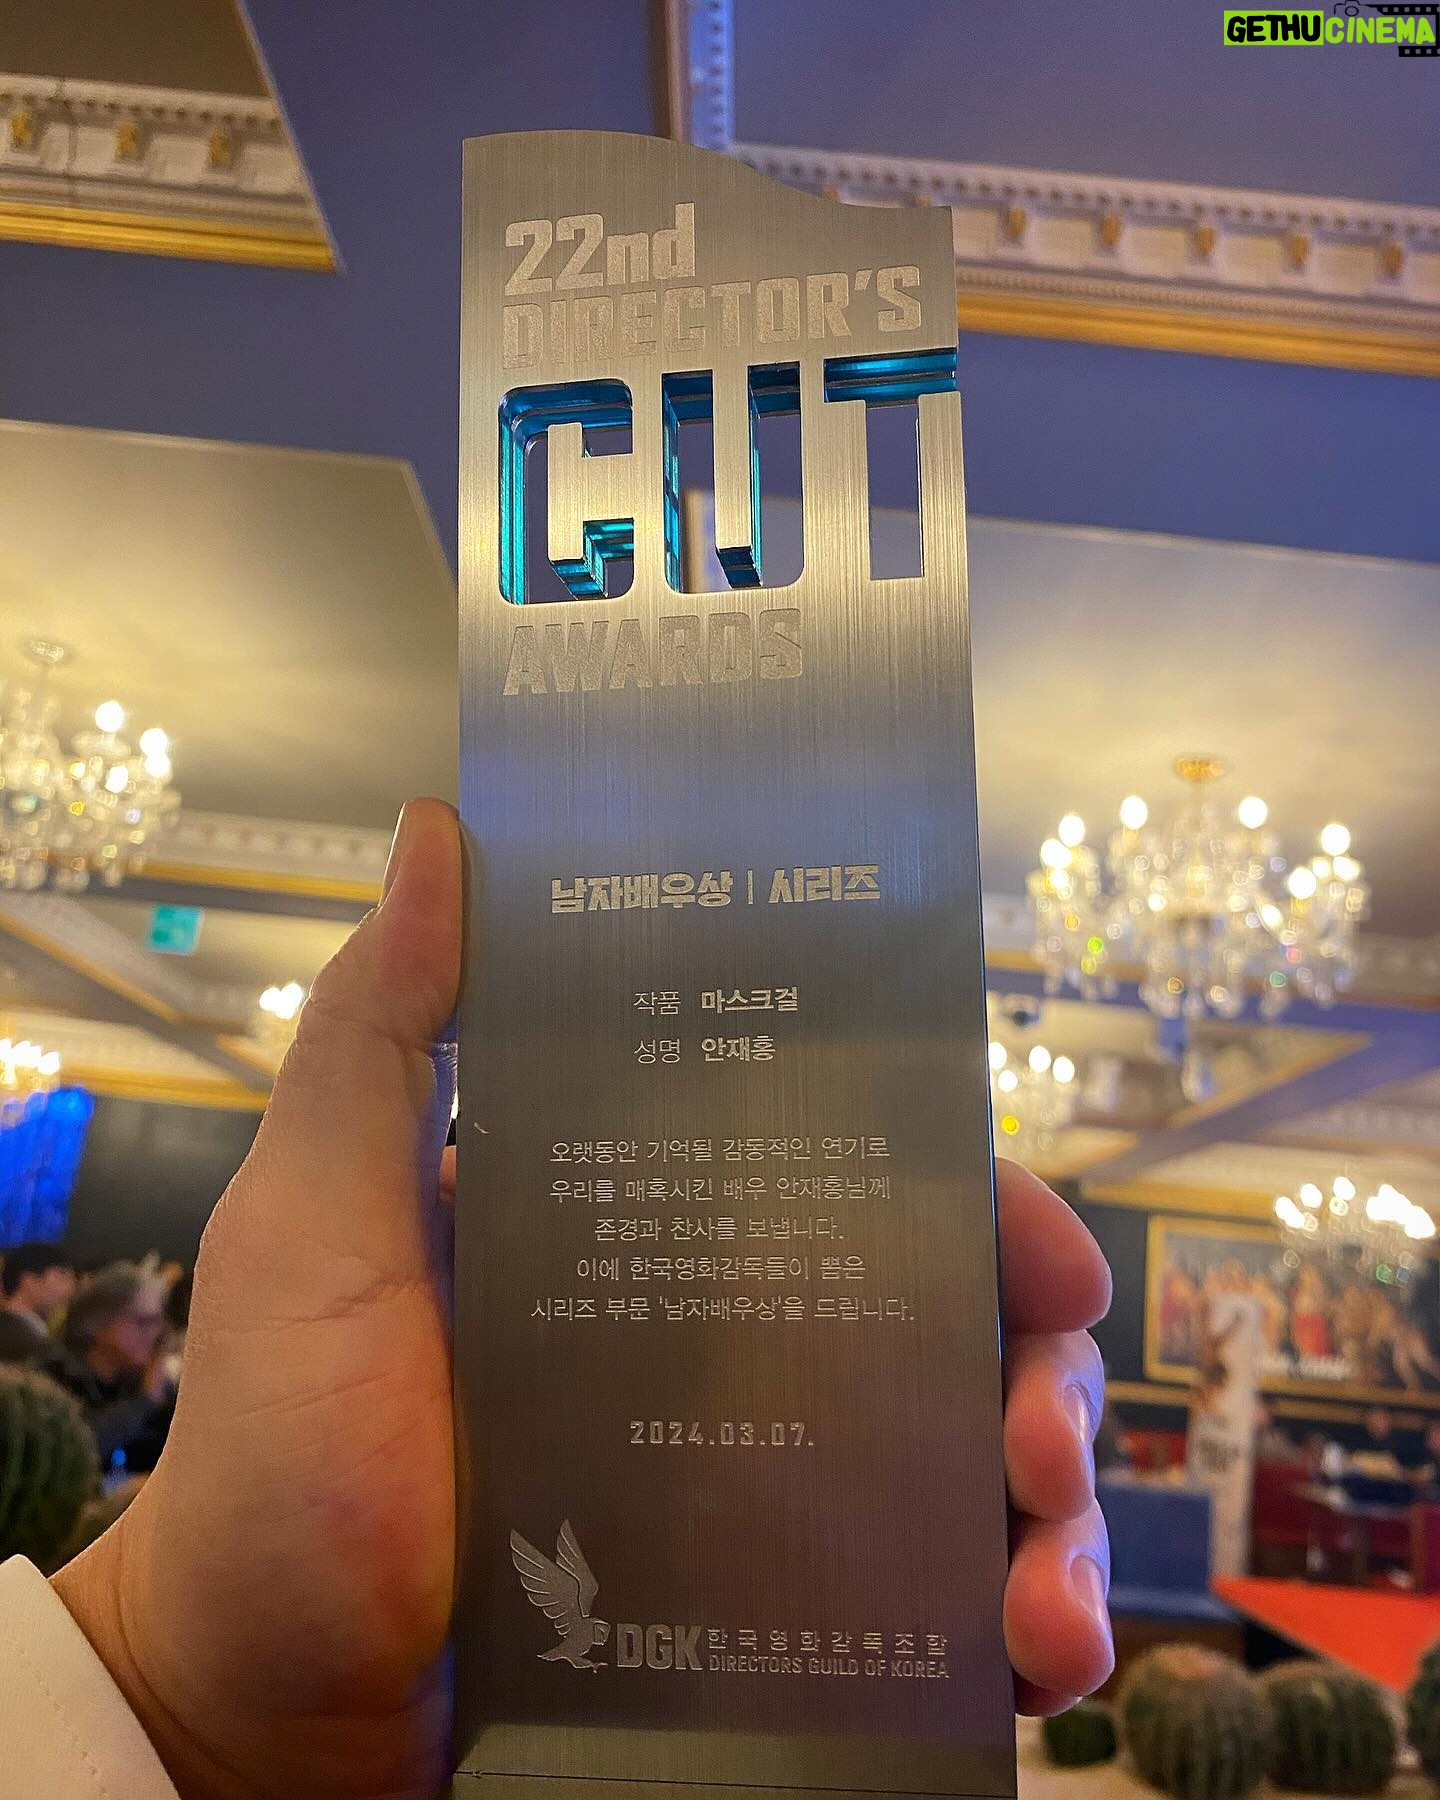 GETHUCINEMA
22nd
DIRECTOR'S
CUT
AWARDS
남자배우상 | 시리즈
작품 마스크걸
성명 안재홍
오랫동안 기억될 감동적인 연기로
우리를 매혹시킨 배우 안재홍님께
존경과 찬사를 보냅니다.
이에 한국영화감독들이 뽑은
시리즈 부문 '남자배우상'을 드립니다.
2024.03.07.
DGK 한국영화감독조합
DIRECTORS GUILD OF KOREA